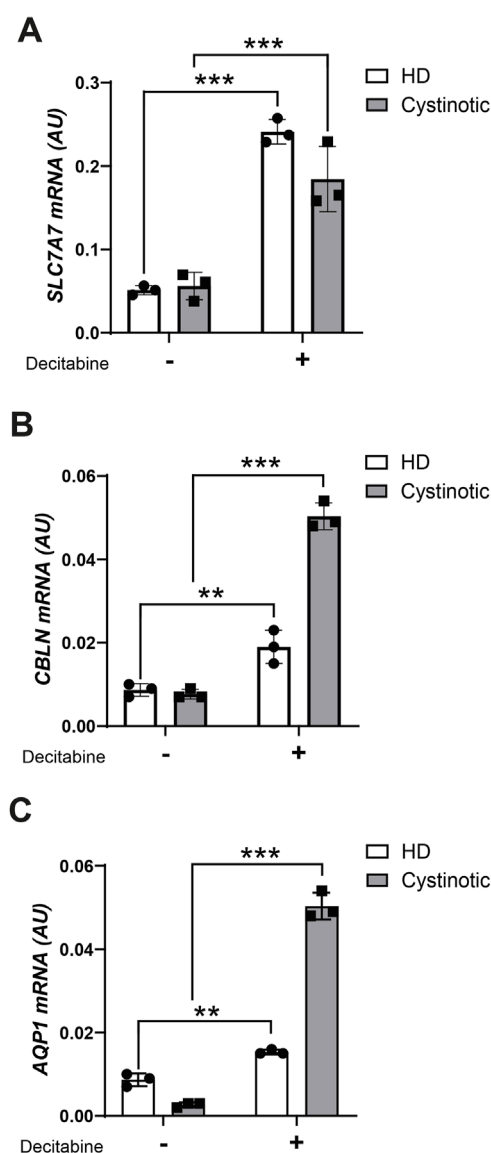 A
***
***
HD
Cystinotic
SLC7A7 mRNA (AU)
0.3
0.2
0.1
0.0
Decitabine - +
B
***
**
HD
Cystinotic
CBLN mRNA (AU)
0.06
0.04
0.02
0.00
Decitabine - +
C
***
**
HD
Cystinotic
AQP1 mRNA (AU)
0.06
0.04
0.02
0.00
Decitabine - +